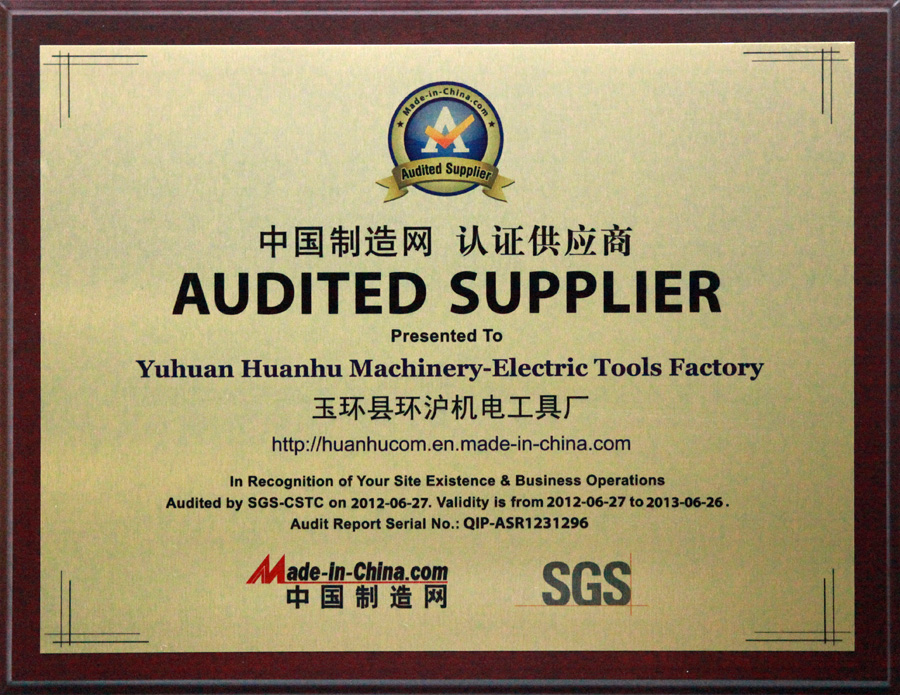 Made-in-China.com
A
Audited Supplier
中国制造网 认证供应商
AUDITED SUPPLIER
Presented To
Yuhuan Huanhu Machinery-Electric Tools Factory
玉环县环沪机电工具厂
http://huanhucom.en.made-in-china.com
In Recognition of Your Site Existence & Business Operations
Audited by SGS-CSTC on 2012-06-27. Validity is from 2012-06-27 to 2013-06-26.
Audit Report Serial No.: QIP-ASR1231296
Made-in-China.com
中国制造网
SGS